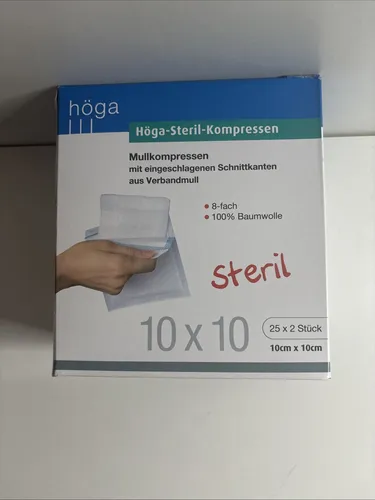 höga
Höga-Steril-Kompressen
Mullkompressen
mit eingeschlagenen Schnittkanten
aus Verbandmull
• 8-fach
• 100% Baumwolle
Steril
10 x 10
25 x 2 Stück
10cm x 10cm